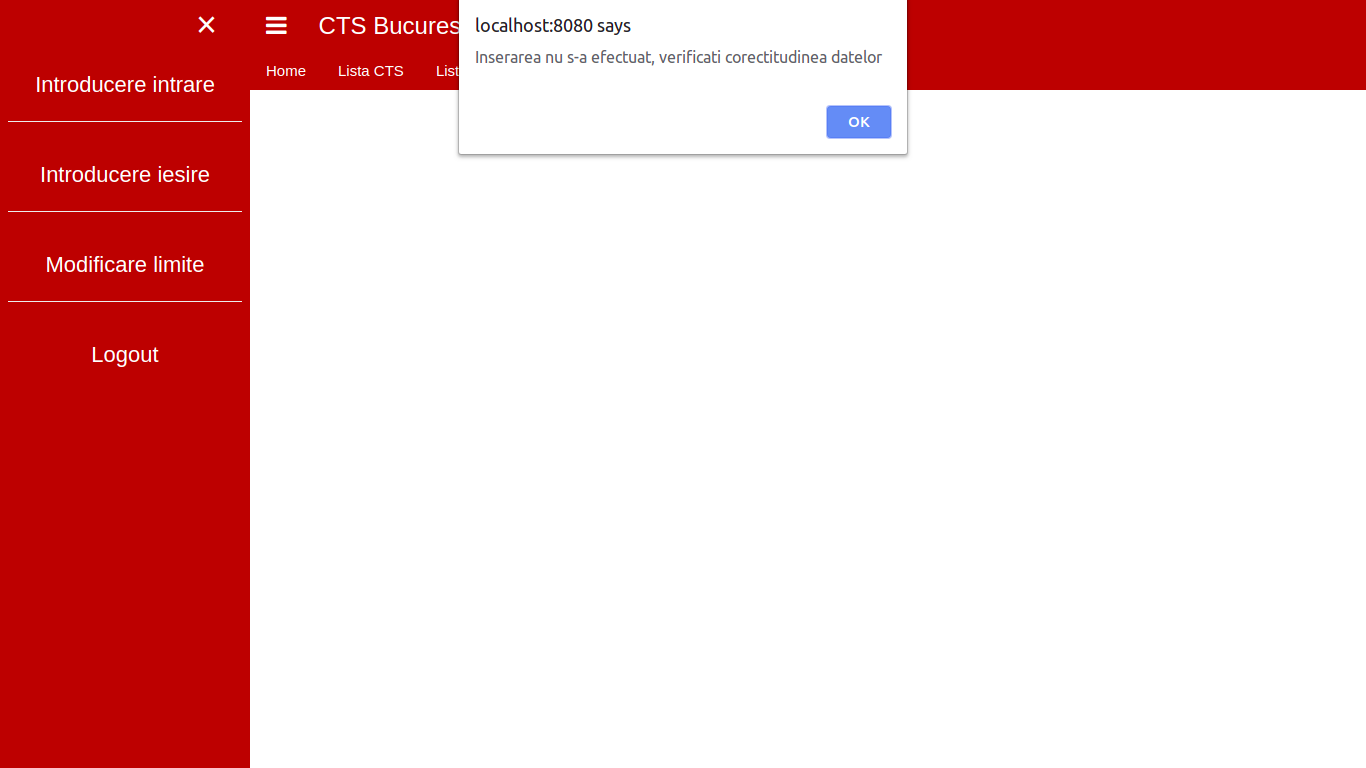 ×
Introducere intrare
Introducere iesire
Modificare limite
Logout
CTS Bucures
Home
Lista CTS
List
localhost:8080 says
Inserarea nu s-a efectuat, verificati corectitudinea datelor
OK